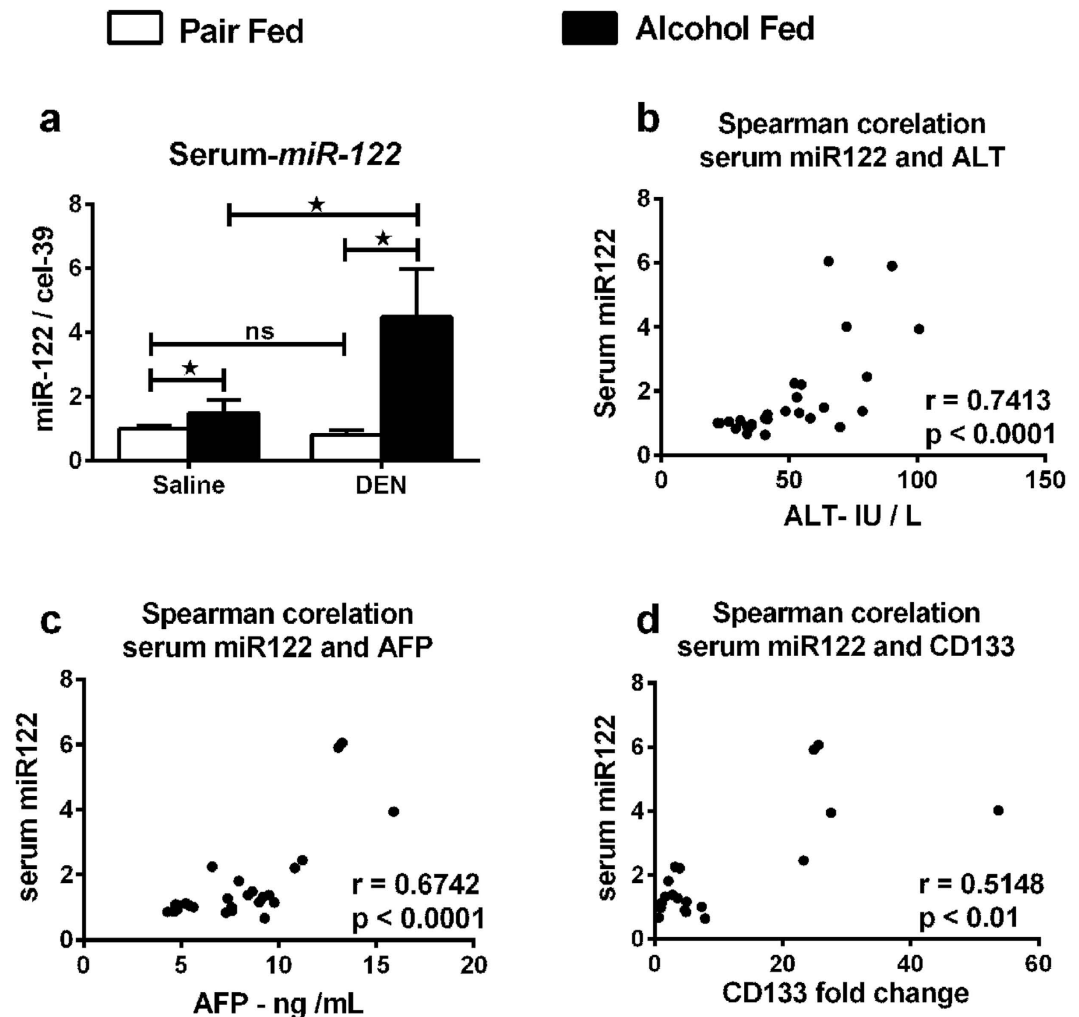 Pair Fed
Alcohol Fed
a
Serum-miR-122
miR-122 / cel-39
8
6
4
2
0
★
★
ns
★
Saline
DEN
b
Spearman corelation
serum miR122 and ALT
Serum miR122
8
6
4
2
0
r = 0.7413
p < 0.0001
0
50
100
150
ALT- IU / L
c
Spearman corelation
serum miR122 and AFP
serum miR122
8
6
4
2
0
r = 0.6742
p < 0.0001
0
5
10
15
20
AFP - ng /mL
d
Spearman corelation
serum miR122 and CD133
serum miR122
8
6
4
2
0
r = 0.5148
p < 0.01
0
20
40
60
CD133 fold change